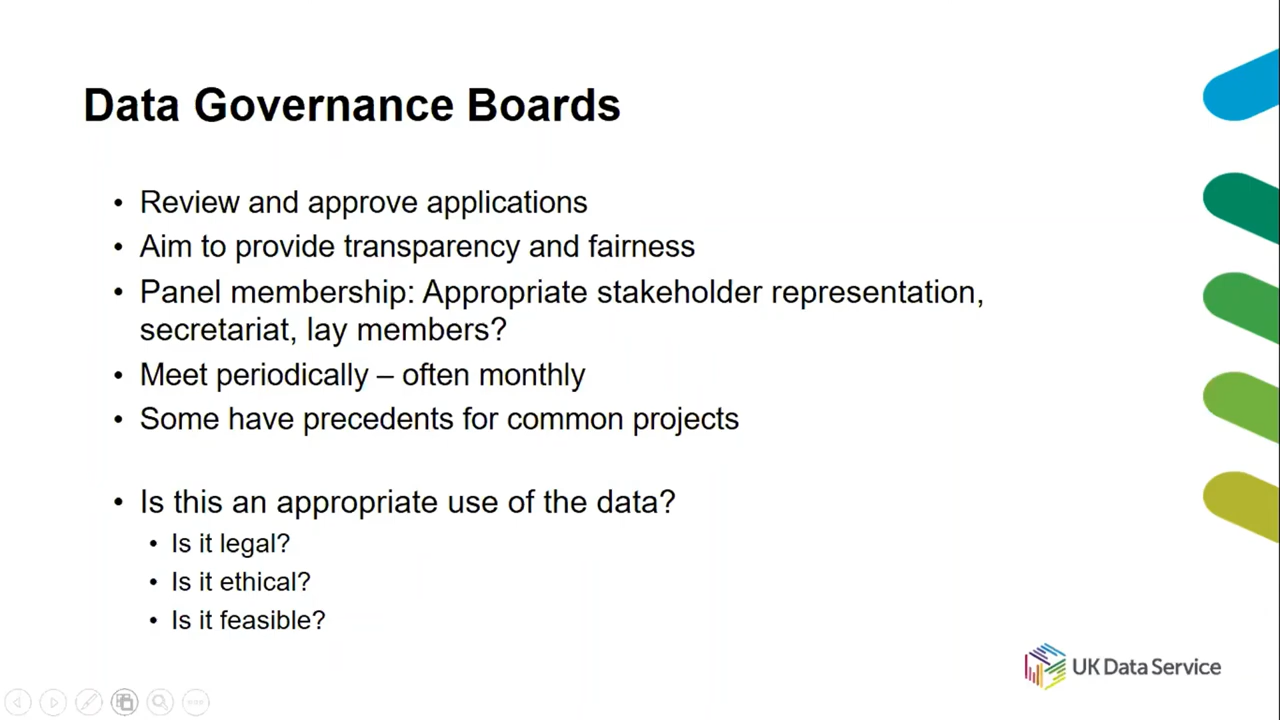 Data Governance Boards
• Review and approve applications
• Aim to provide transparency and fairness
• Panel membership: Appropriate stakeholder representation,
secretariat, lay members?
• Meet periodically – often monthly
• Some have precedents for common projects
• Is this an appropriate use of the data?
• Is it legal?
• Is it ethical?
• Is it feasible?
UK Data Service